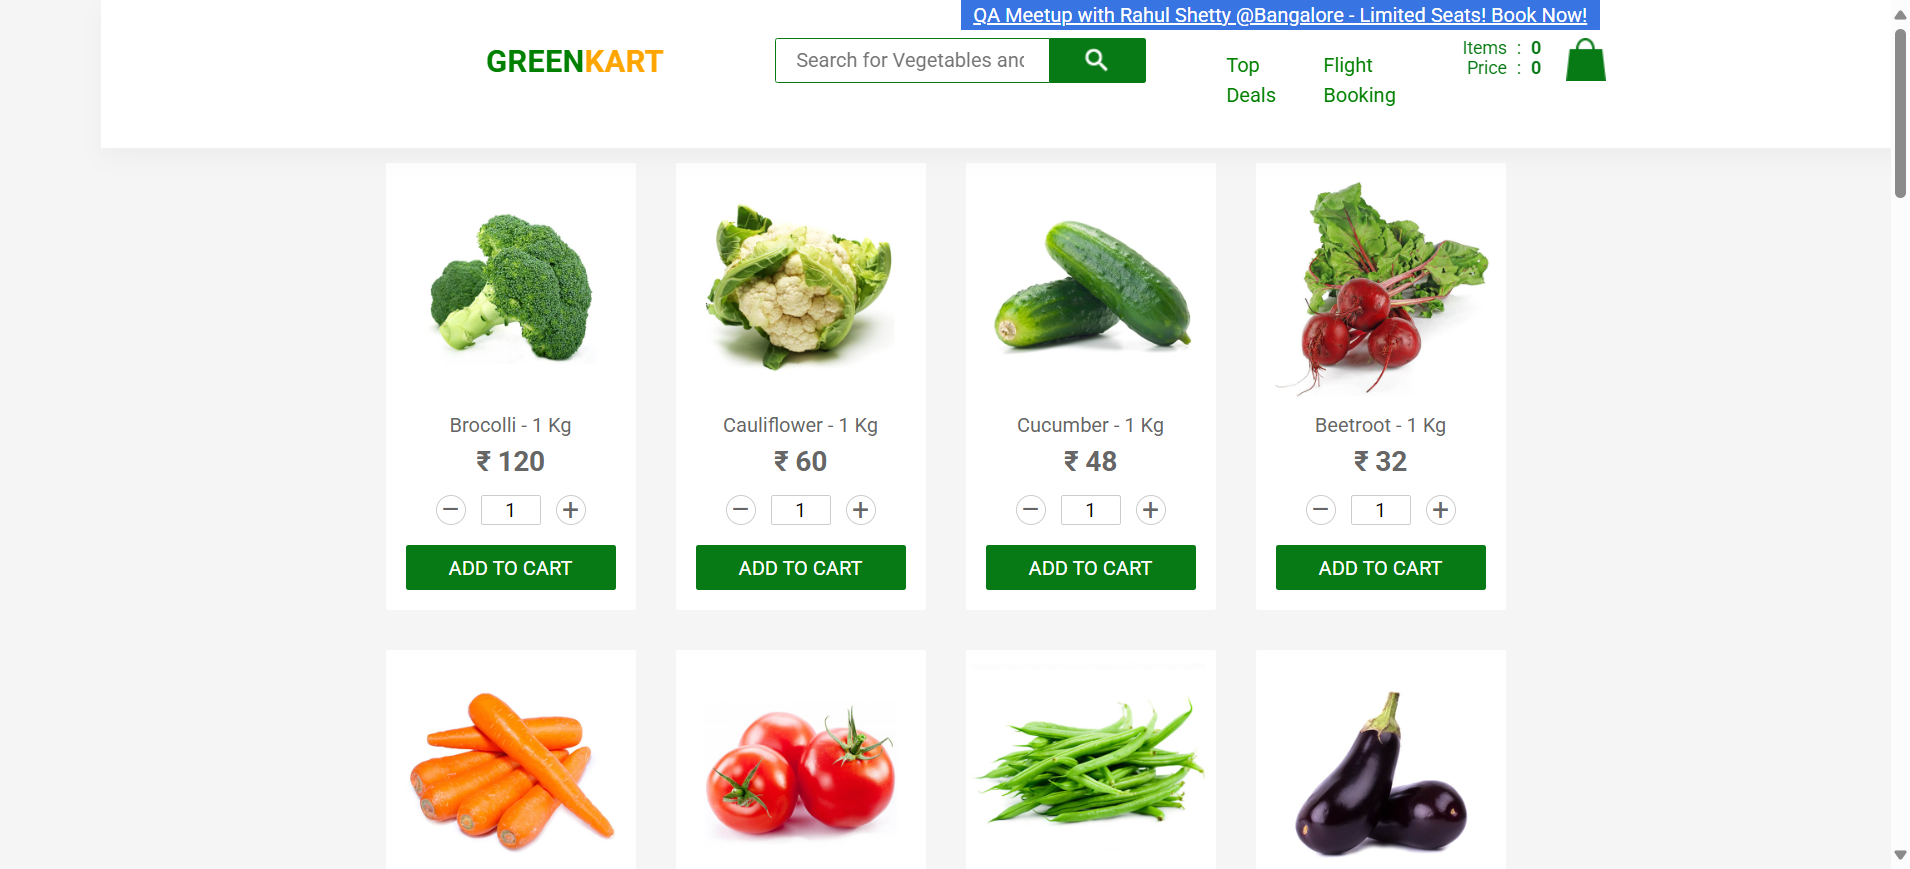 QA Meetup with Rahul Shetty @Bangalore - Limited Seats! Book Now!
GREENKART
Search for Vegetables and
Top
Deals
Flight
Booking
Items : 0
Price : 0
Brocolli - 1 Kg
₹ 120
1
ADD TO CART
Cauliflower - 1 Kg
₹ 60
1
ADD TO CART
Cucumber - 1 Kg
₹ 48
1
ADD TO CART
Beetroot - 1 Kg
₹ 32
1
ADD TO CART